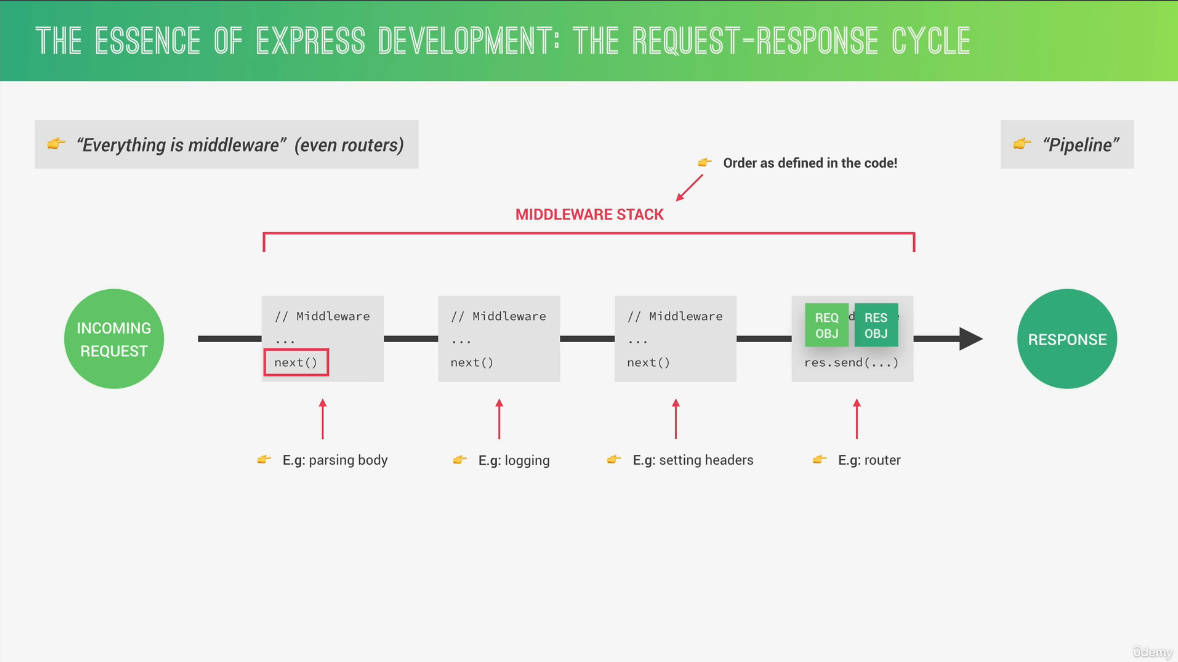 THE ESSENCE OF EXPRESS DEVELOPMENT: THE REQUEST-RESPONSE CYCLE
👉 “Everything is middleware” (even routers)
👉 “Pipeline”
👉 Order as defined in the code!
MIDDLEWARE STACK
INCOMING
REQUEST
// Middleware
...
next()
// Middleware
...
next()
// Middleware
...
next()
REQ
OBJ
RES
OBJ
res.send(...)
RESPONSE
👉 E.g: parsing body
👉 E.g: logging
👉 E.g: setting headers
👉 E.g: router
ûdemy